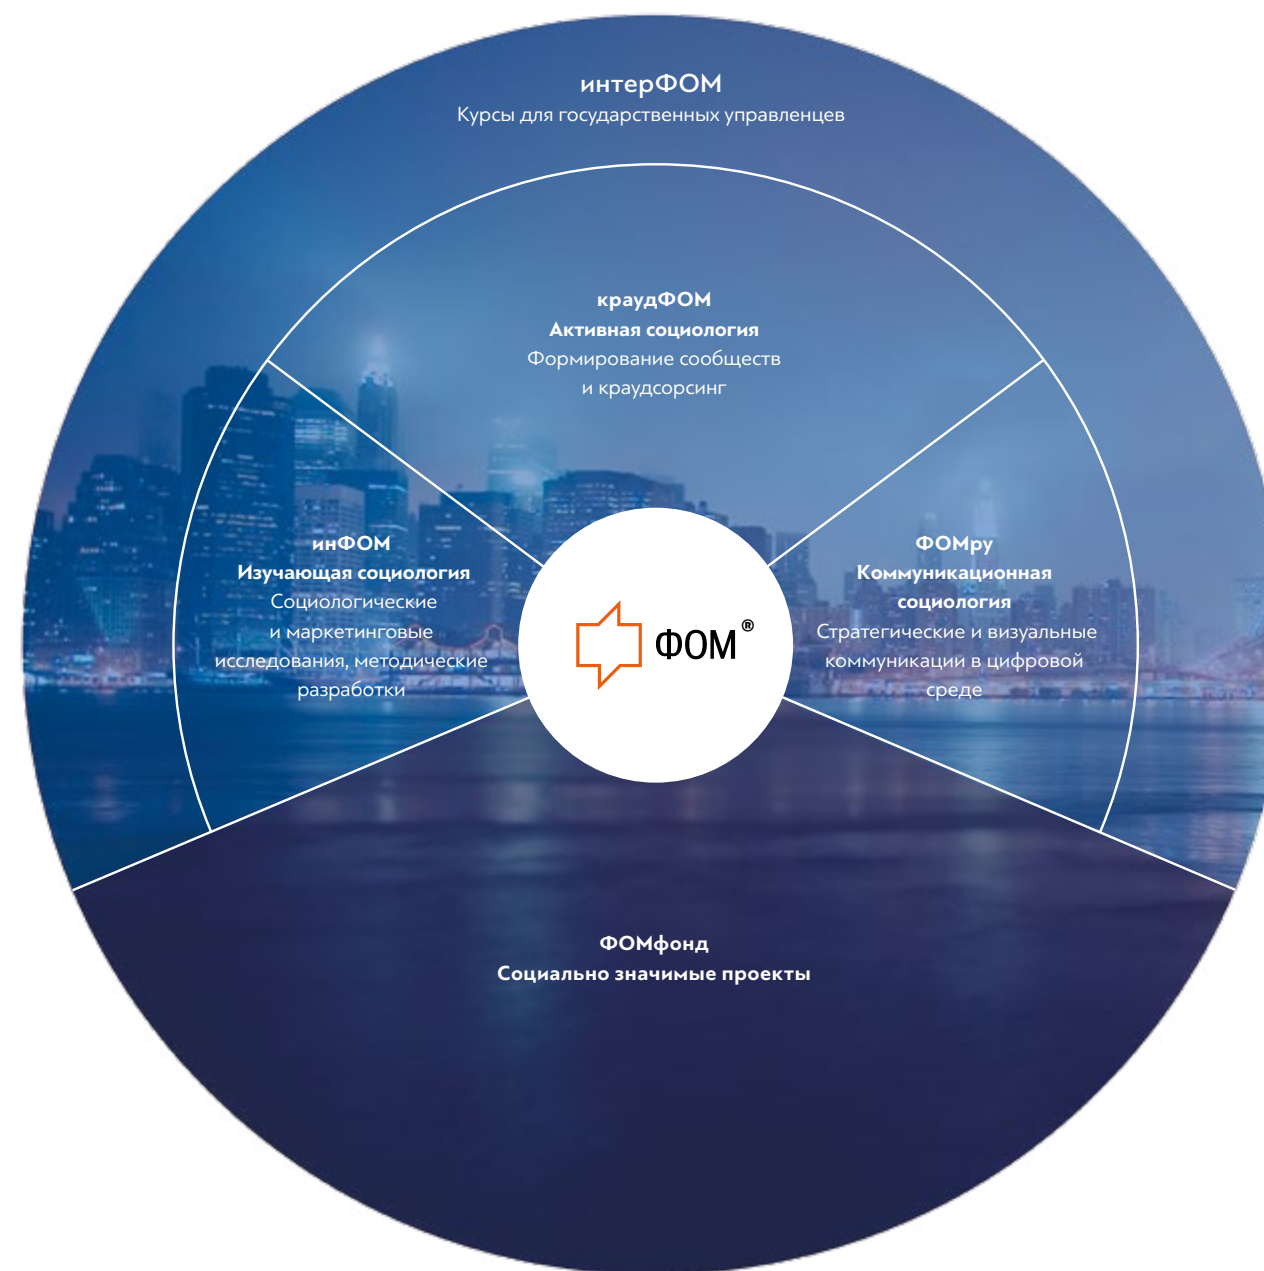 интерФОМ
Курсы для государственных управленцев
краудФОМ
Активная социология
Формирование сообществ
и краудсорсинг
инФОМ
Изучающая социология
Социологические
и маркетинговые
исследования, методические
разработки
ФОМ®
ФОМру
Коммуникационная
социология
Стратегические и визуальные
коммуникации в цифровой
среде
ФОМфонд
Социально значимые проекты